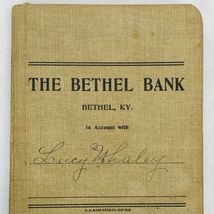 THE BETHEL BANK
BETHEL, KY.
in Account with
Lucy Whaley